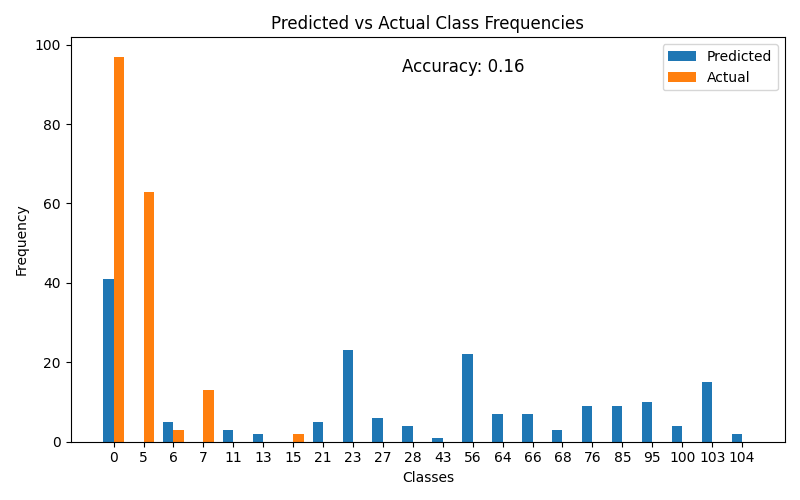 Predicted vs Actual Class Frequencies
Accuracy: 0.16
Predicted
Actual
Frequency
100
80
60
40
20
0
0 5 6 7 11 13 15 21 23 27 28 43 56 64 66 68 76 85 95 100 103 104
Classes